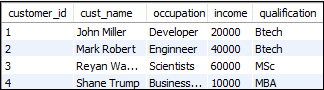 customer_id cust_name occupation income qualification
1 John Miller Developer 20000 Btech
2 Mark Robert Enginneer 40000 Btech
3 Reyan Wa... Scientists 60000 MSc
4 Shane Trump Business... 10000 MBA